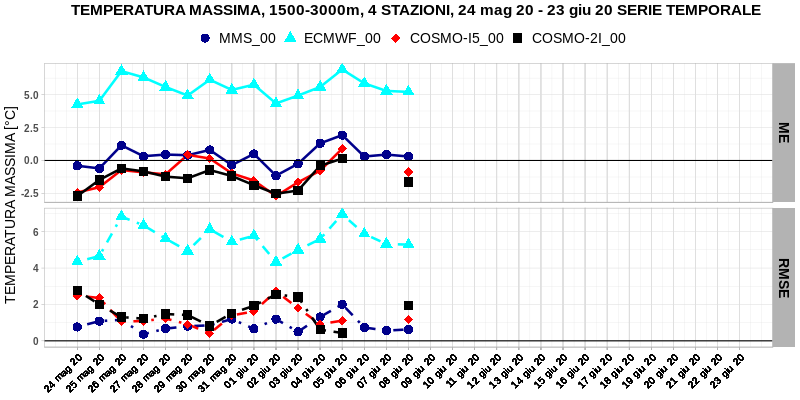 TEMPERATURA MASSIMA, 1500-3000m, 4 STAZIONI, 24 mag 20 - 23 giu 20 SERIE TEMPORALE
MMS_00 ECMWF_00 COSMO-I5_00 COSMO-2I_00
TEMPERATURA MASSIMA [°C]
5.0
2.5
0.0
-2.5
ME
6
4
2
0
RMSE
24 mag 20
25 mag 20
26 mag 20
27 mag 20
28 mag 20
29 mag 20
30 mag 20
31 mag 20
01 giu 20
02 giu 20
03 giu 20
04 giu 20
05 giu 20
06 giu 20
07 giu 20
08 giu 20
09 giu 20
10 giu 20
11 giu 20
12 giu 20
13 giu 20
14 giu 20
15 giu 20
16 giu 20
17 giu 20
18 giu 20
19 giu 20
20 giu 20
21 giu 20
22 giu 20
23 giu 20